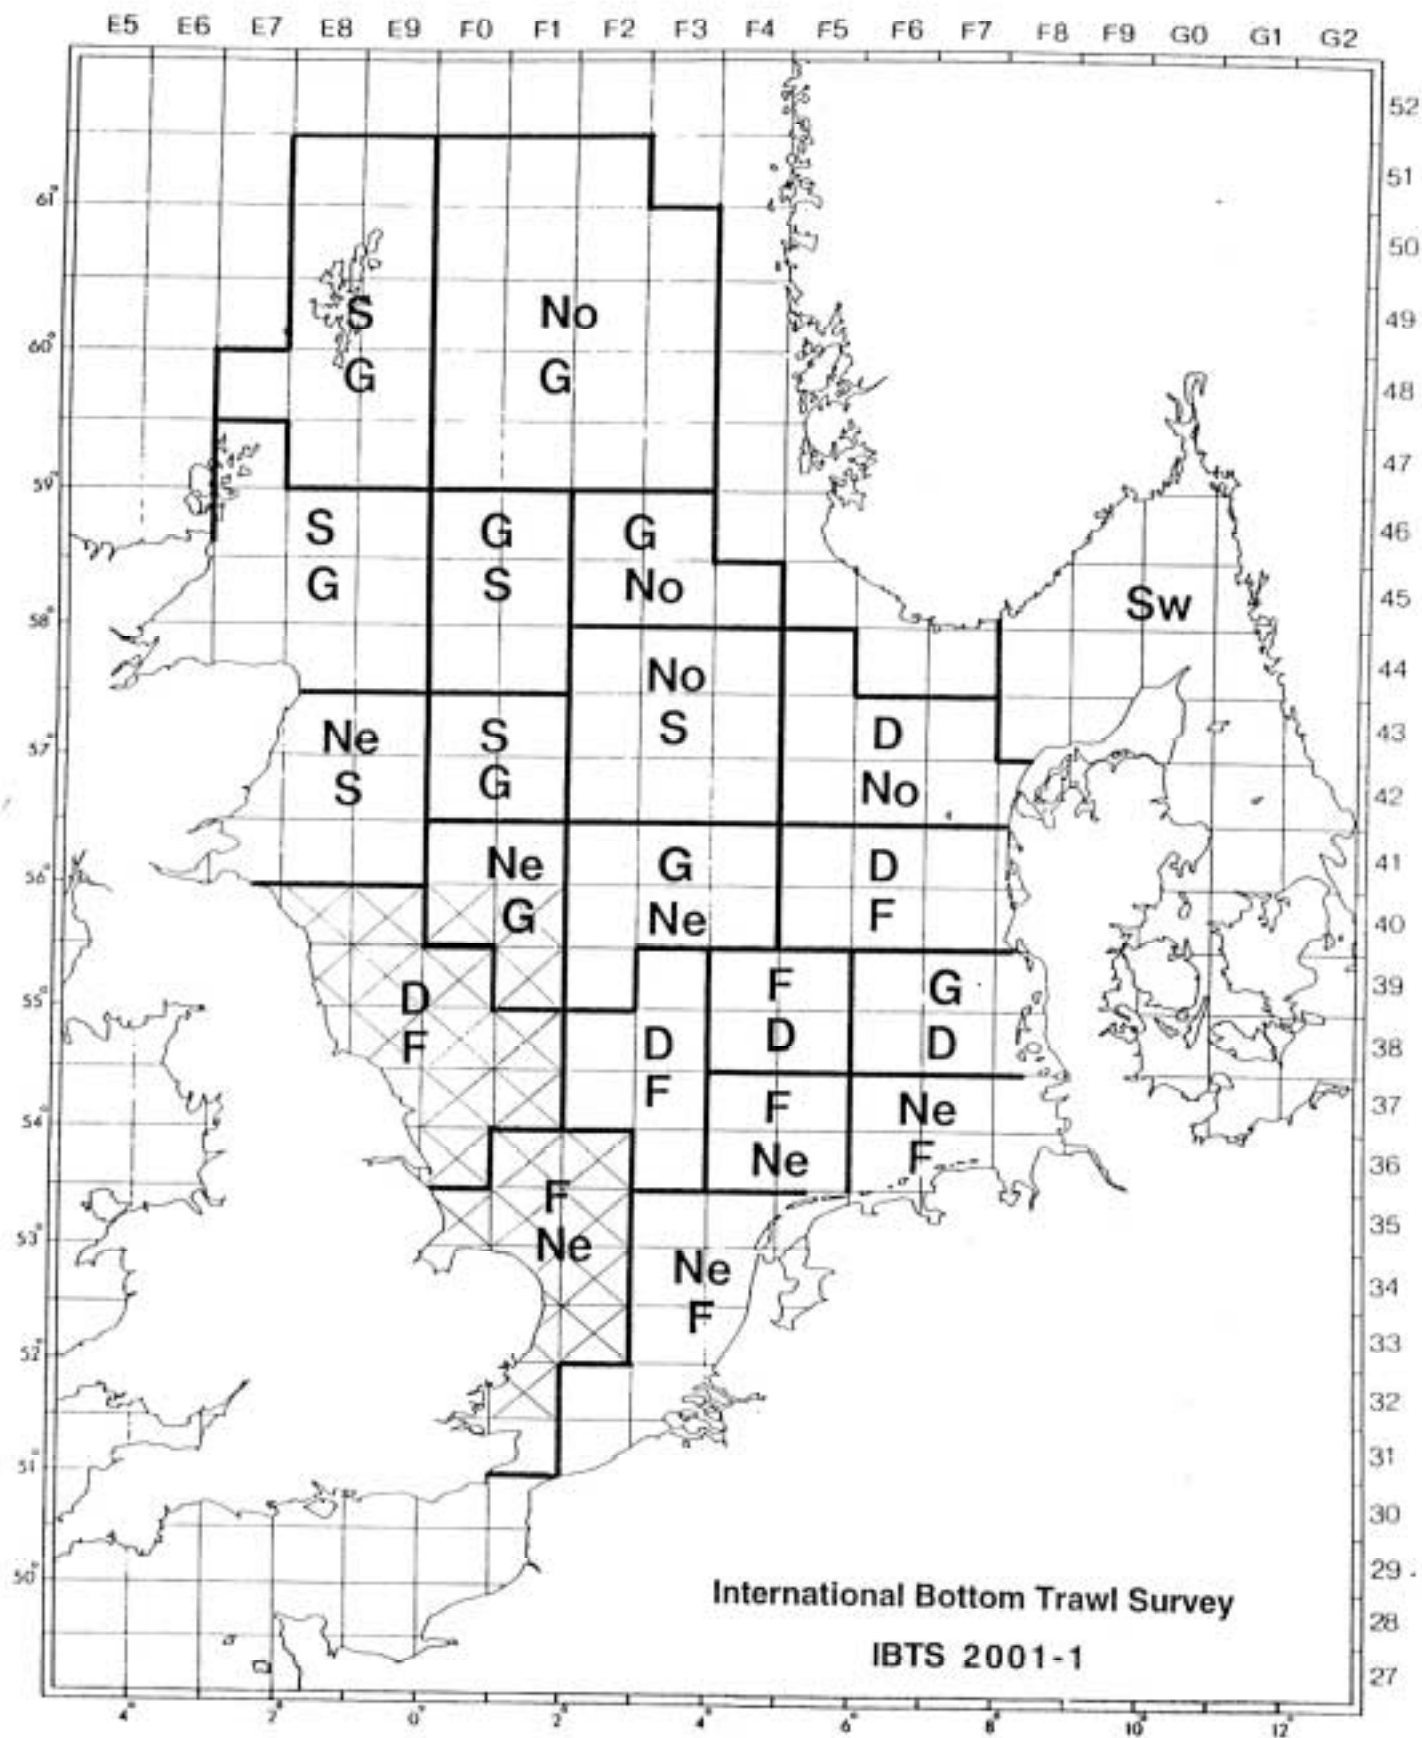 E5 E6 E7 E8 E9 F0 F1 F2 F3 F4 F5 F6 F7 F8 F9 G0 G1 G2
52
51
61°
50
S No
49
60°
G G
48
47
59°
S G G
46
G S No
45
Sw
58°
No
44
Ne S S D
43
57°
S G No
42
Ne G D
41
56°
G Ne F
40
D F G
39
55°
F D D D
38
F F Ne
37
54°
Ne F
36
F
35
53°
Ne Ne
34
F
33
52°
32
31
51°
30
29
50°
International Bottom Trawl Survey
28
IBTS 2001-1
27
4° 2° 0° 2° 4° 6° 8° 10° 12°